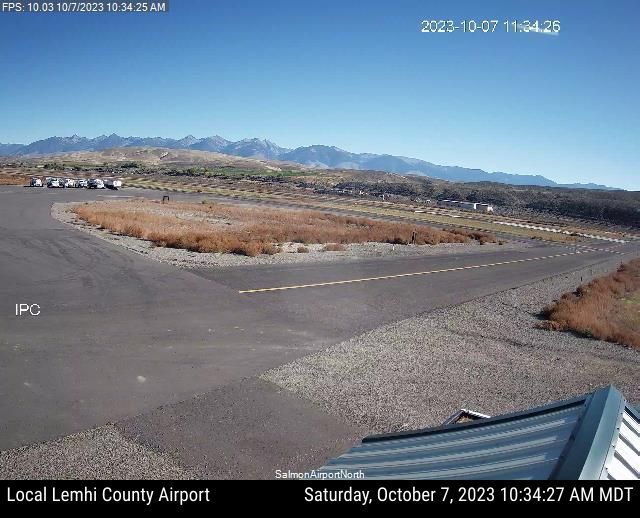 FPS: 10.03 10/7/2023 10:34:25 AM
2023-10-07 11:34:26
IPC
SalmonAirportNorth
Local Lemhi County Airport
Saturday, October 7, 2023 10:34:27 AM MDT